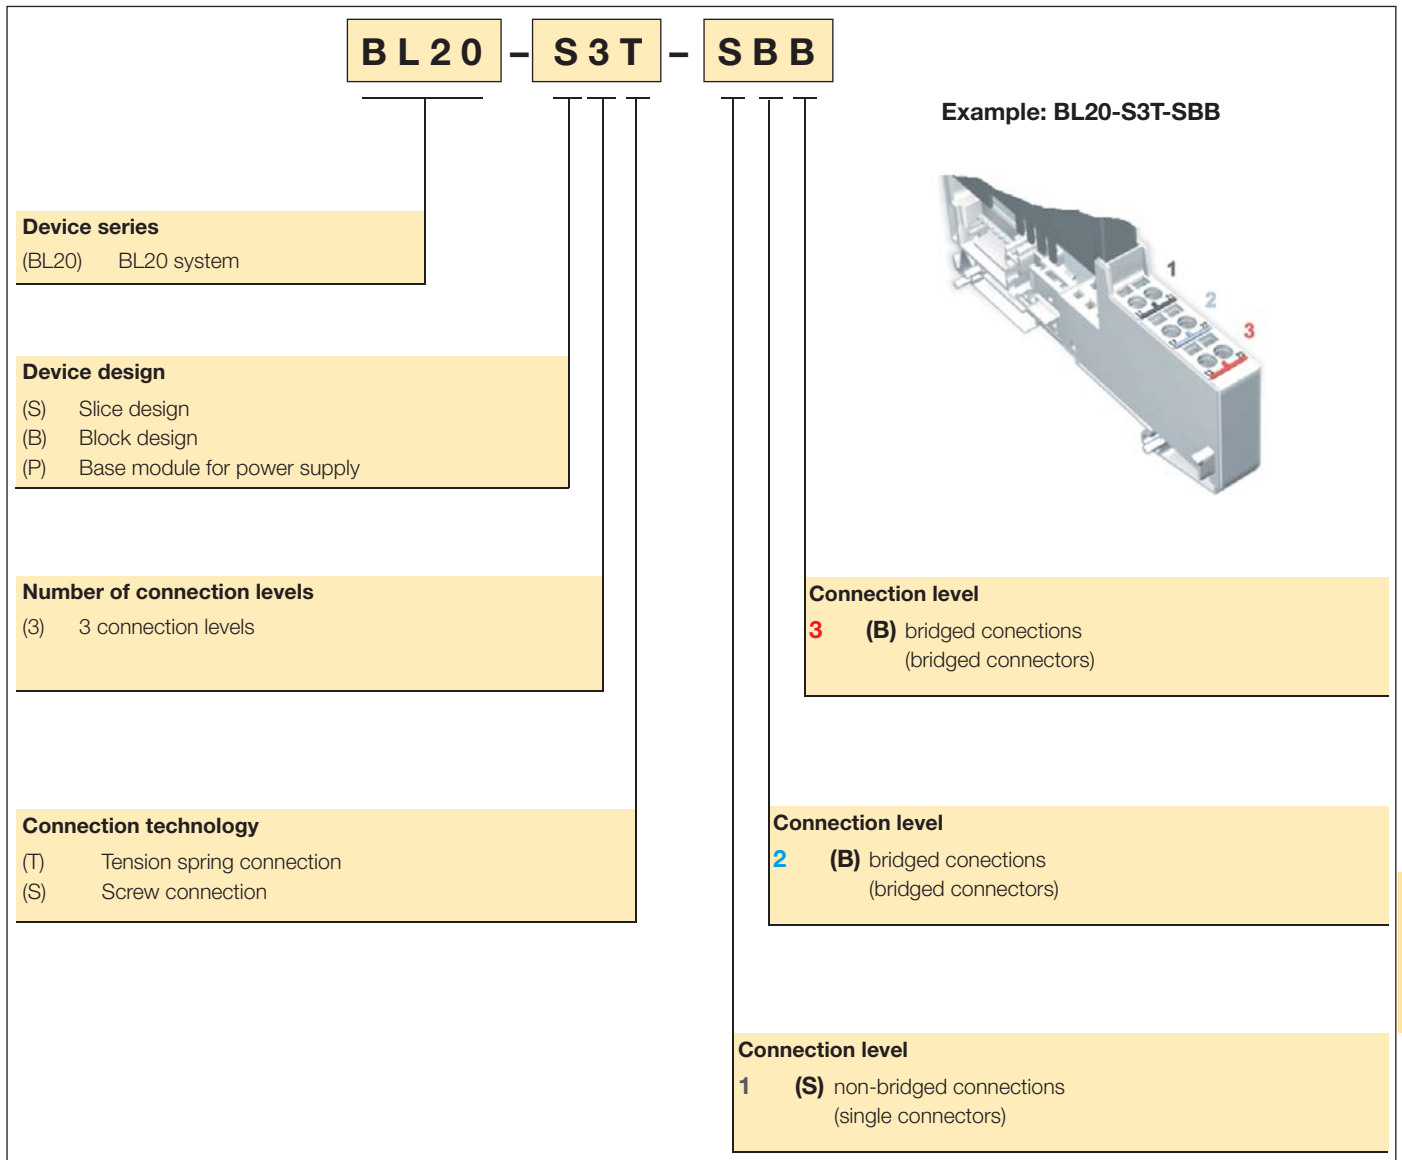 BL20 – S3T – SBB
Example: BL20-S3T-SBB
1
2
3
Device series
(BL20) BL20 system
Device design
(S) Slice design
(B) Block design
(P) Base module for power supply
Number of connection levels
(3) 3 connection levels
Connection technology
(T) Tension spring connection
(S) Screw connection
Connection level
3 (B) bridged conections
(bridged connectors)
Connection level
2 (B) bridged conections
(bridged connectors)
Connection level
1 (S) non-bridged connections
(single connectors)